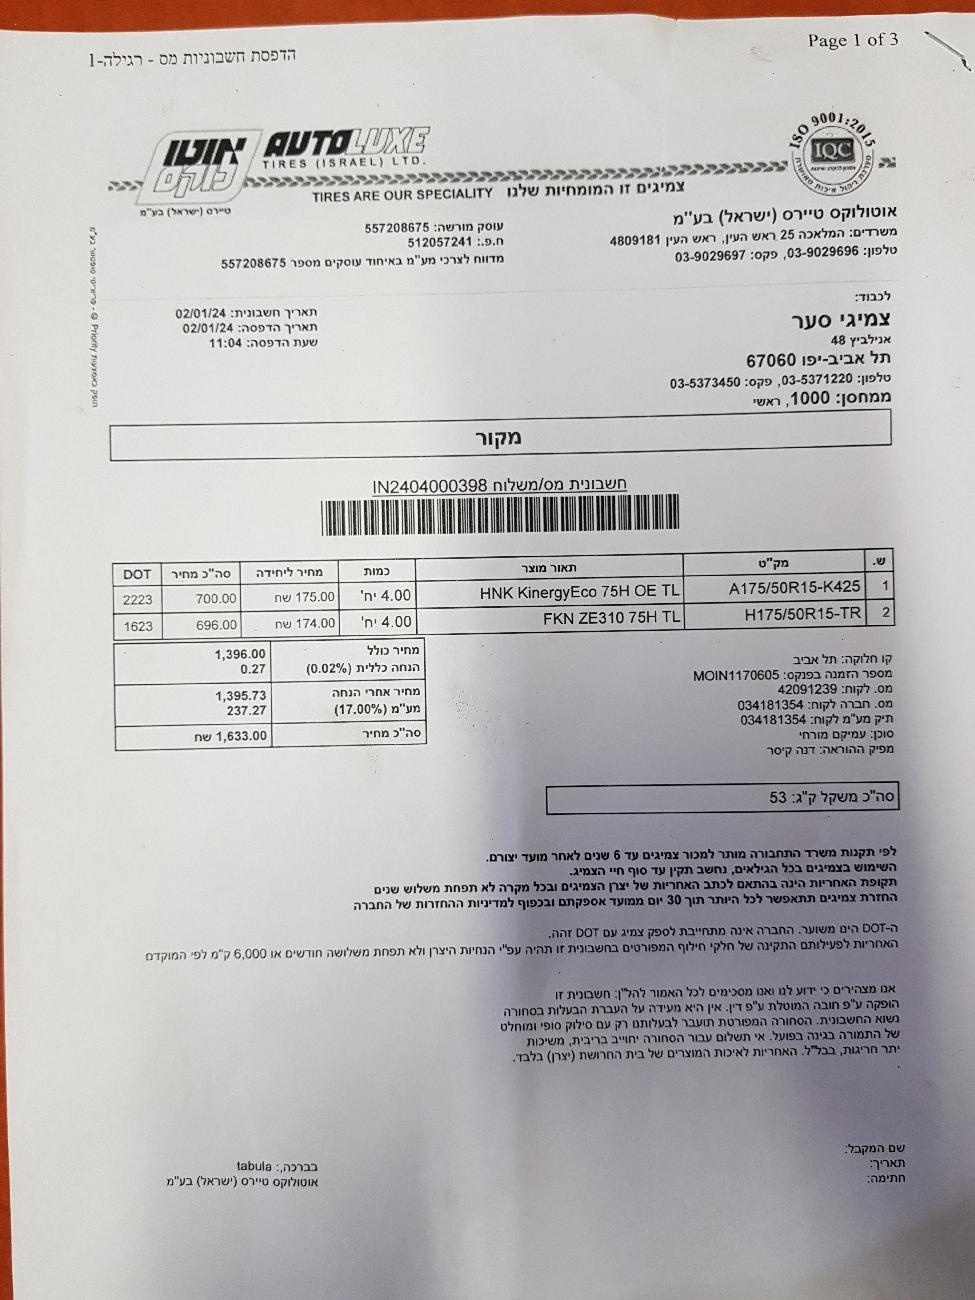 Page 1 of 3
הדפסת חשבוניות מס - רגילה-1
אוטו לוקס
טיירס (ישראל) בע"מ
AUTOLUXE
TIRES (ISRAEL) LTD.
ISO 9001:2015
IQC
TIRES ARE OUR SPECIALITY צמיגים זו המומחיות שלנו
אוטולוקס טיירס (ישראל) בע"מ
משרדים: המלאכה 25 ראש העין, ראש העין 4809181
טלפון: 03-9029696, פקס: 03-9029697
עוסק מורשה: 557208675
ח.פ.: 512057241
מדווח לצרכי מע"מ באיחוד עוסקים מספר 557208675
לכבוד:
צמיגי סער
אנילביץ 48
תל אביב-יפו 67060
טלפון: 03-5371220, פקס: 03-5373450
ממחסן: 1000, ראשי
תאריך חשבונית: 02/01/24
תאריך הדפסה: 02/01/24
שעת הדפסה: 11:04
מקור
חשבונית מס/משלוח IN2404000398
ש. מק"ט תאור מוצר כמות מחיר ליחידה סה"כ מחיר DOT
1 A175/50R15-K425 HNK KinergyEco 75H OE TL 4.00 יח' 175.00 שח 700.00 2223
2 H175/50R15-TR FKN ZE310 75H TL 4.00 יח' 174.00 שח 696.00 1623
מחיר כולל 1,396.00
הנחה כללית (0.02%) 0.27
מחיר אחרי הנחה 1,395.73
מע"מ (17.00%) 237.27
סה"כ מחיר 1,633.00 שח
קו חלוקה: תל אביב
מספר הזמנה בפנקס: MOIN1170605
מס. לקוח: 42091239
מס. חברה לקוח: 034181354
תיק מע"מ לקוח: 034181354
סוכן: עמיקם מורחי
מפיק ההוראה: דנה קיסר
סה"כ משקל ק"ג: 53
לפי תקנות משרד התחבורה מותר למכור צמיגים עד 6 שנים לאחר מועד יצורם.
השימוש בצמיגים בכל הגילאים, נחשב תקין עד סוף חיי הצמיג.
תקופת האחריות הינה בהתאם לכתב האחריות של יצרן הצמיגים ובכל מקרה לא תפחת משלוש שנים
החזרת צמיגים תתאפשר לכל היותר תוך 30 יום ממועד אספקתם ובכפוף למדיניות ההחזרות של החברה
ה-DOT הינו משוער. החברה אינה מתחייבת לספק צמיג עם DOT זהה.
האחריות לפעילותם התקינה של חלקי חילוף המפורטים בחשבונית זו תהיה עפ"י הנחיות היצרן ולא תפחת משלושה חודשים או 6,000 ק"מ לפי המוקדם
אנו מצהירים כי ידוע לנו ואנו מסכימים לכל האמור להל"ן: חשבונית זו
הופקה ע"פ חובה המוטלת ע"פ דין. אין היא מעידה על העברת הבעלות בסחורה
נשוא החשבונית. הסחורה המפורטת תועבר לבעלותנו רק עם סילוק סופי ומוחלט
של התמורה בגינה בפועל. אי תשלום עבור הסחורה יחוייב בריבית, משיכות
יתר חריגות, בבל"ל. האחריות לאיכות המוצרים של בית החרושת (יצרן) בלבד.
.
שם המקבל:
תאריך:
חתימה:
בברכה,: tabula
אוטולוקס טיירס (ישראל) בע"מ